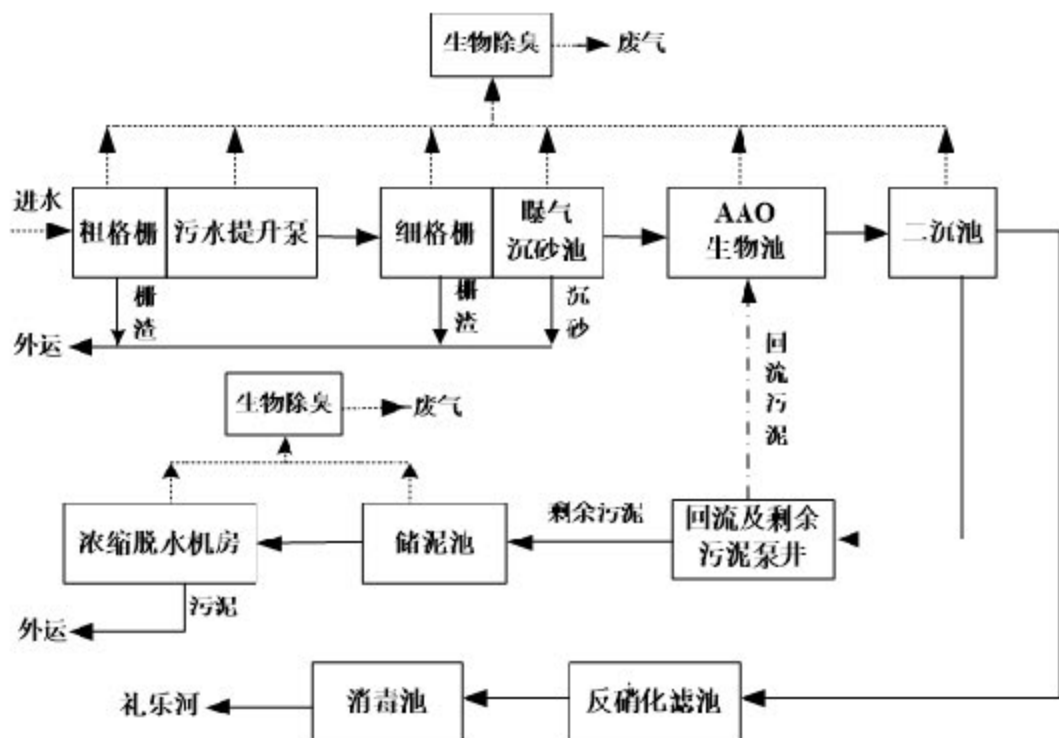 生物除臭
废气
进水
粗格栅
污水提升泵
细格栅
曝气
沉砂池
AAO
生物池
二沉池
栅渣
栅渣
沉砂
外运
回流污泥
生物除臭
废气
浓缩脱水机房
储泥池
剩余污泥
回流及剩余
污泥泵井
污泥
外运
礼乐河
消毒池
反硝化滤池